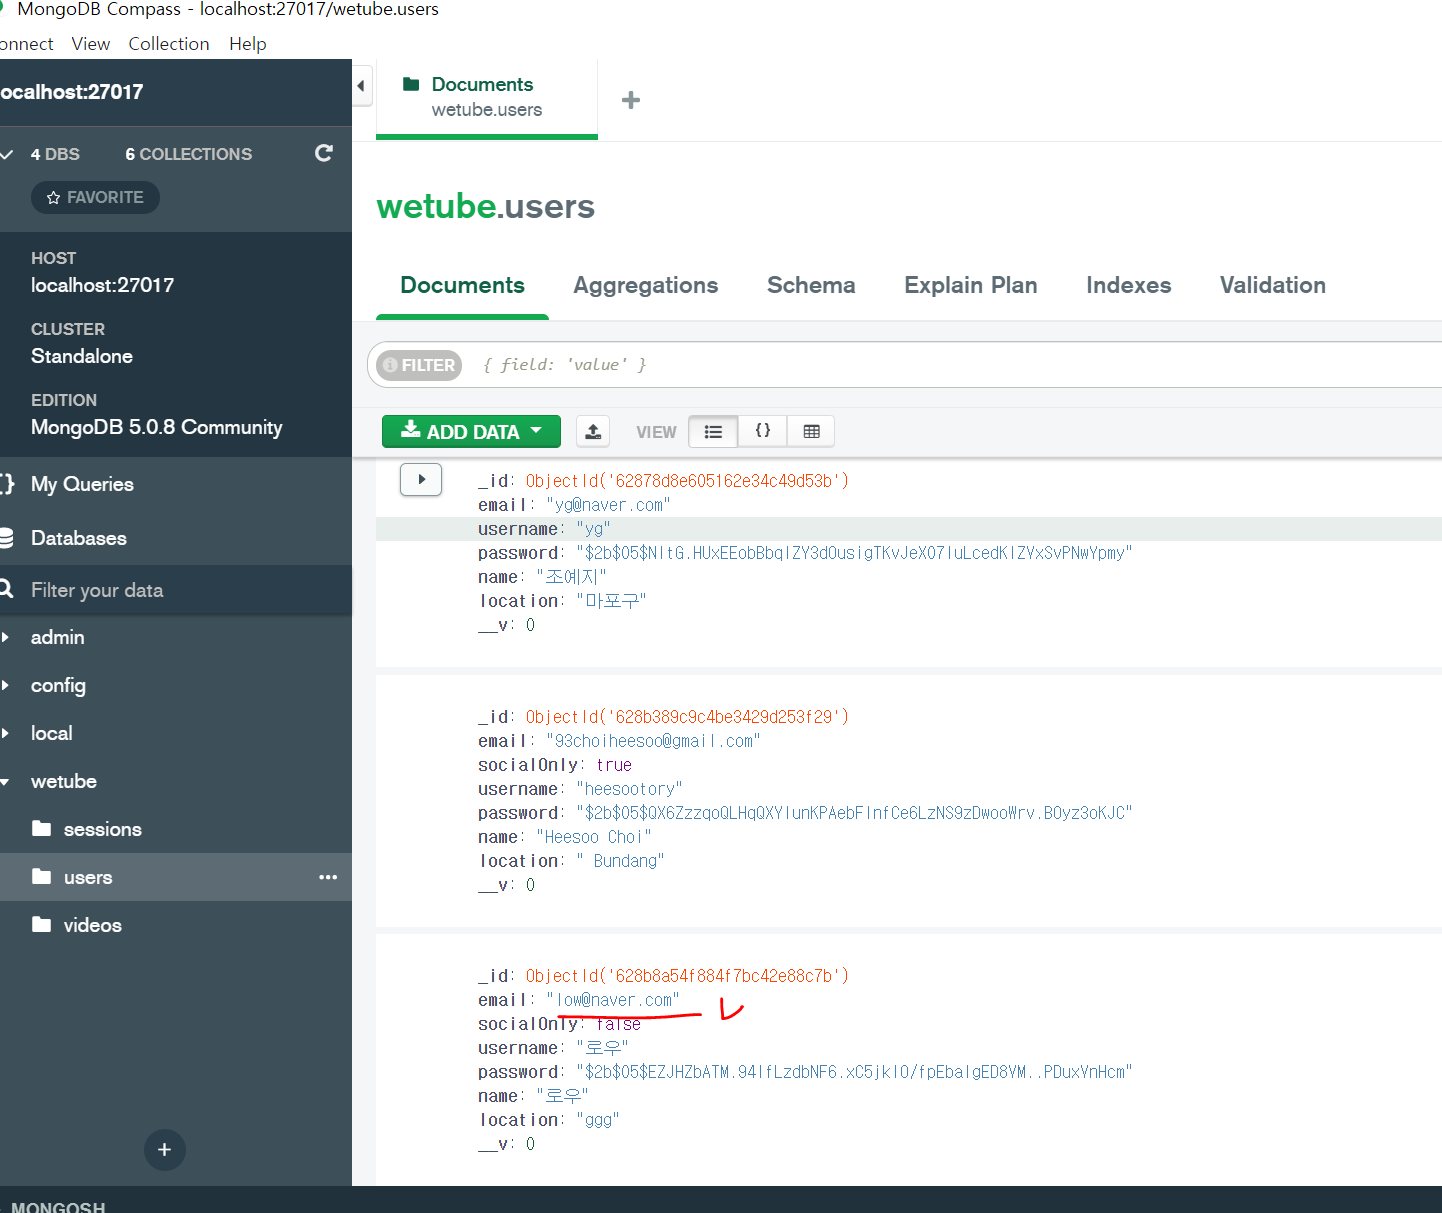 MongoDB Compass - localhost:27017/wetube.users
onnect View Collection Help
ocalhost:27017
4 DBS 6 COLLECTIONS
FAVORITE
HOST
localhost:27017
CLUSTER
Standalone
EDITION
MongoDB 5.0.8 Community
{} My Queries
Databases
Filter your data
admin
config
local
wetube
sessions
users ...
videos
+
MONGOSH
Documents
wetube.users
+
wetube.users
Documents Aggregations Schema Explain Plan Indexes Validation
FILTER { field: 'value' }
ADD DATA VIEW {}
_id: ObjectId('62878d8e605162e34c49d53b')
email: "yg@naver.com"
username: "yg"
password: "$2b$05$NltG.HUxEEobBbqlZY3dOusigTKvJeXO7luLcedKlZVxSvPNwYpmy"
name: "조예지"
location: "마포구"
__v: 0
_id: ObjectId('628b389c9c4be3429d253f29')
email: "93choiheesoo@gmail.com"
socialOnly: true
username: "heesootory"
password: "$2b$05$QX6ZzzqoQLHqQXYlunKPAebFlnfCe6LzNS9zDwooWrv.BOyz3oKJC"
name: "Heesoo Choi"
location: " Bundang"
__v: 0
_id: ObjectId('628b8a54f884f7bc42e88c7b')
email: "low@naver.com"
socialOnly: false
username: "로우"
password: "$2b$05$EZJHZbATM.94lfLzdbNF6.xC5jklO/fpEbalgED8VM..PDuxVnHcm"
name: "로우"
location: "ggg"
__v: 0